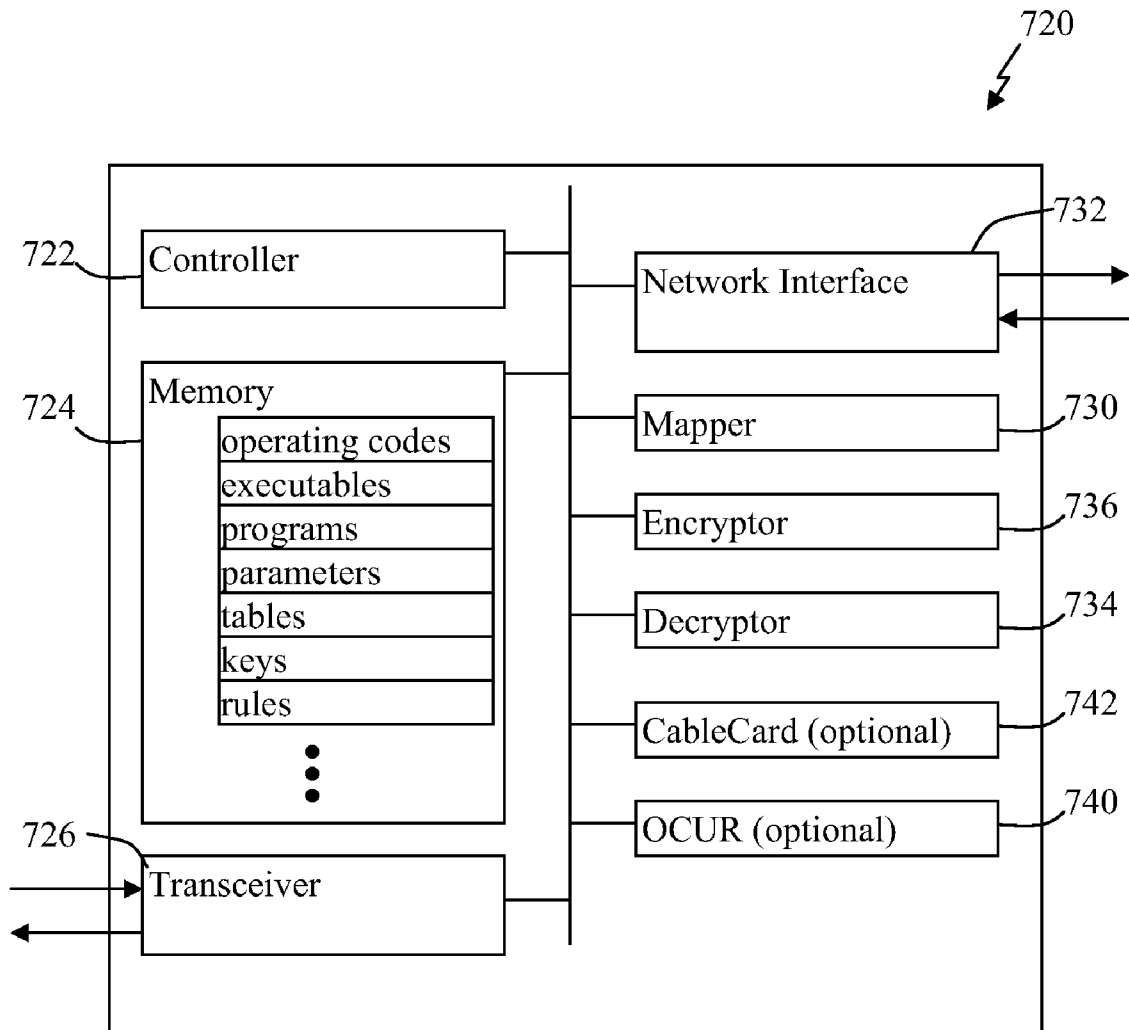 720
732
722
Controller
Network Interface
724
Memory
operating codes
executables
programs
parameters
tables
keys
rules
Mapper
730
Encryptor
736
Decryptor
734
CableCard (optional)
742
OCUR (optional)
740
726
Transceiver